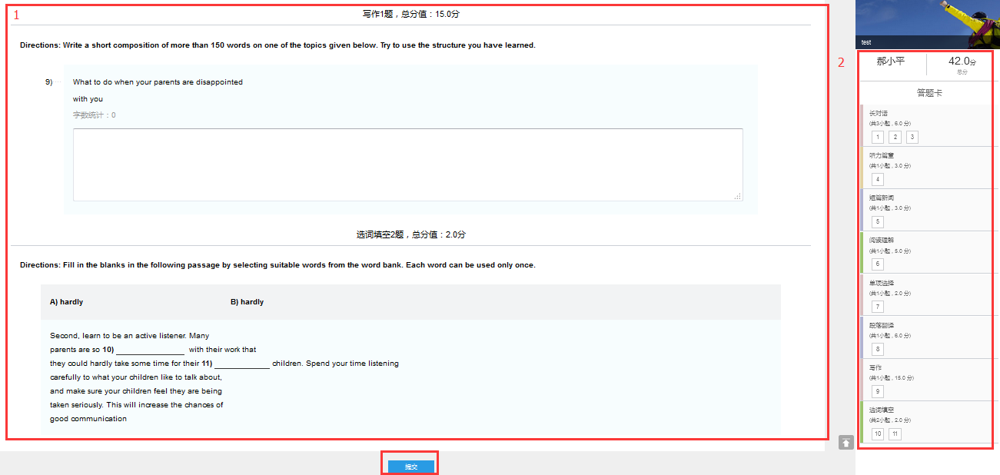 1
写作1题，总分值：15.0分
Directions: Write a short composition of more than 150 words on one of the topics given below. Try to use the structure you have learned.
9)
What to do when your parents are disappointed
with you
字数统计：0
选词填空2题，总分值：2.0分
Directions: Fill in the blanks in the following passage by selecting suitable words from the word bank. Each word can be used only once.
A) hardly B) hardly
Second, learn to be an active listener. Many
parents are so 10) ________________ with their work that
they could hardly take some time for their 11) _____________ children. Spend your time listening
carefully to what your children like to talk about,
and make sure your children feel they are being
taken seriously. This will increase the chances of
good communication
提交
2
test
郝小平 42.0分
总分
答题卡
长对话
(共3小题，6.0 分)
1 2 3
听力篇章
(共1小题，3.0 分)
4
短篇新闻
(共1小题，3.0 分)
5
阅读理解
(共1小题，5.0 分)
6
单项选择
(共1小题，2.0 分)
7
段落翻译
(共1小题，6.0 分)
8
写作
(共1小题，15.0 分)
9
选词填空
(共2小题，2.0 分)
10 11